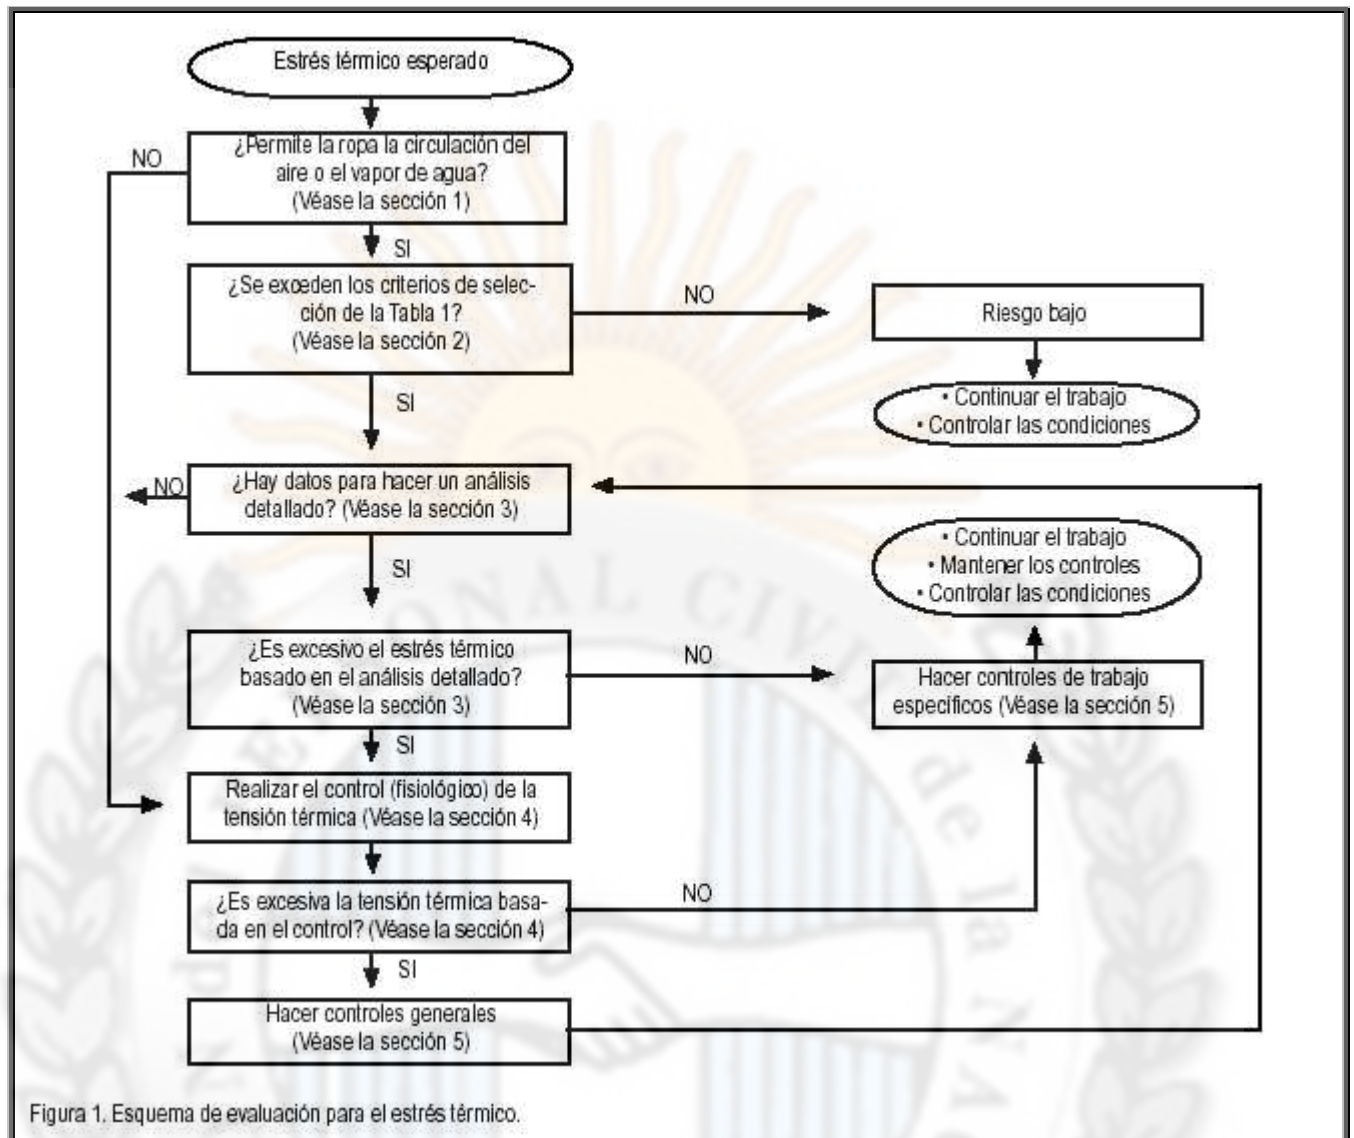 Estrés térmico esperado
¿Permite la ropa la circulación del
aire o el vapor de agua?
(Véase la sección 1)
NO
SI
¿Se exceden los criterios de selec-
ción de la Tabla 1?
(Véase la sección 2)
NO
Riesgo bajo
• Continuar el trabajo
• Controlar las condiciones
SI
¿Hay datos para hacer un análisis
detallado? (Véase la sección 3)
NO
SI
• Continuar el trabajo
• Mantener los controles
• Controlar las condiciones
¿Es excesivo el estrés térmico
basado en el análisis detallado?
(Véase la sección 3)
NO
Hacer controles de trabajo
específicos (Véase la sección 5)
SI
Realizar el control (fisiológico) de la
tensión térmica (Véase la sección 4)
¿Es excesiva la tensión térmica basa-
da en el control? (Véase la sección 4)
NO
SI
Hacer controles generales
(Véase la sección 5)
Figura 1. Esquema de evaluación para el estrés térmico.